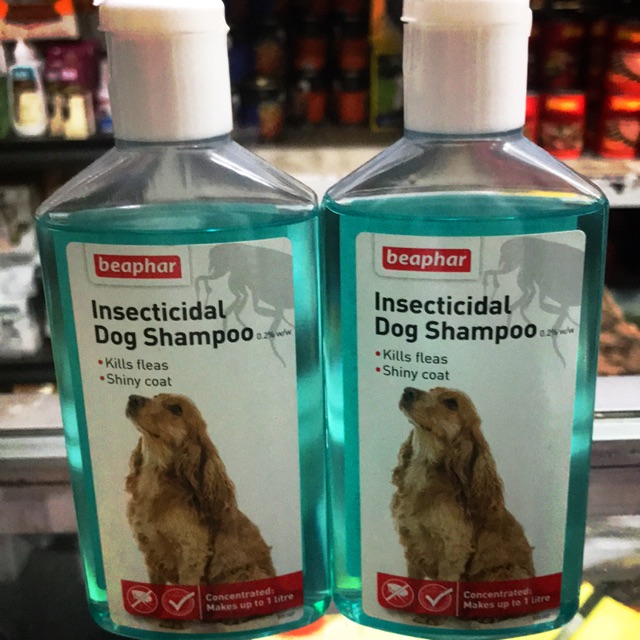 beaphar
Insecticidal
Dog Shampoo 0.2% w/w
• Kills fleas
• Shiny coat
Concentrated:
Makes up to 1 litre
beaphar
Insecticidal
Dog Shampoo 0.2% w/w
• Kills fleas
• Shiny coat
Concentrated:
Makes up to 1 litre